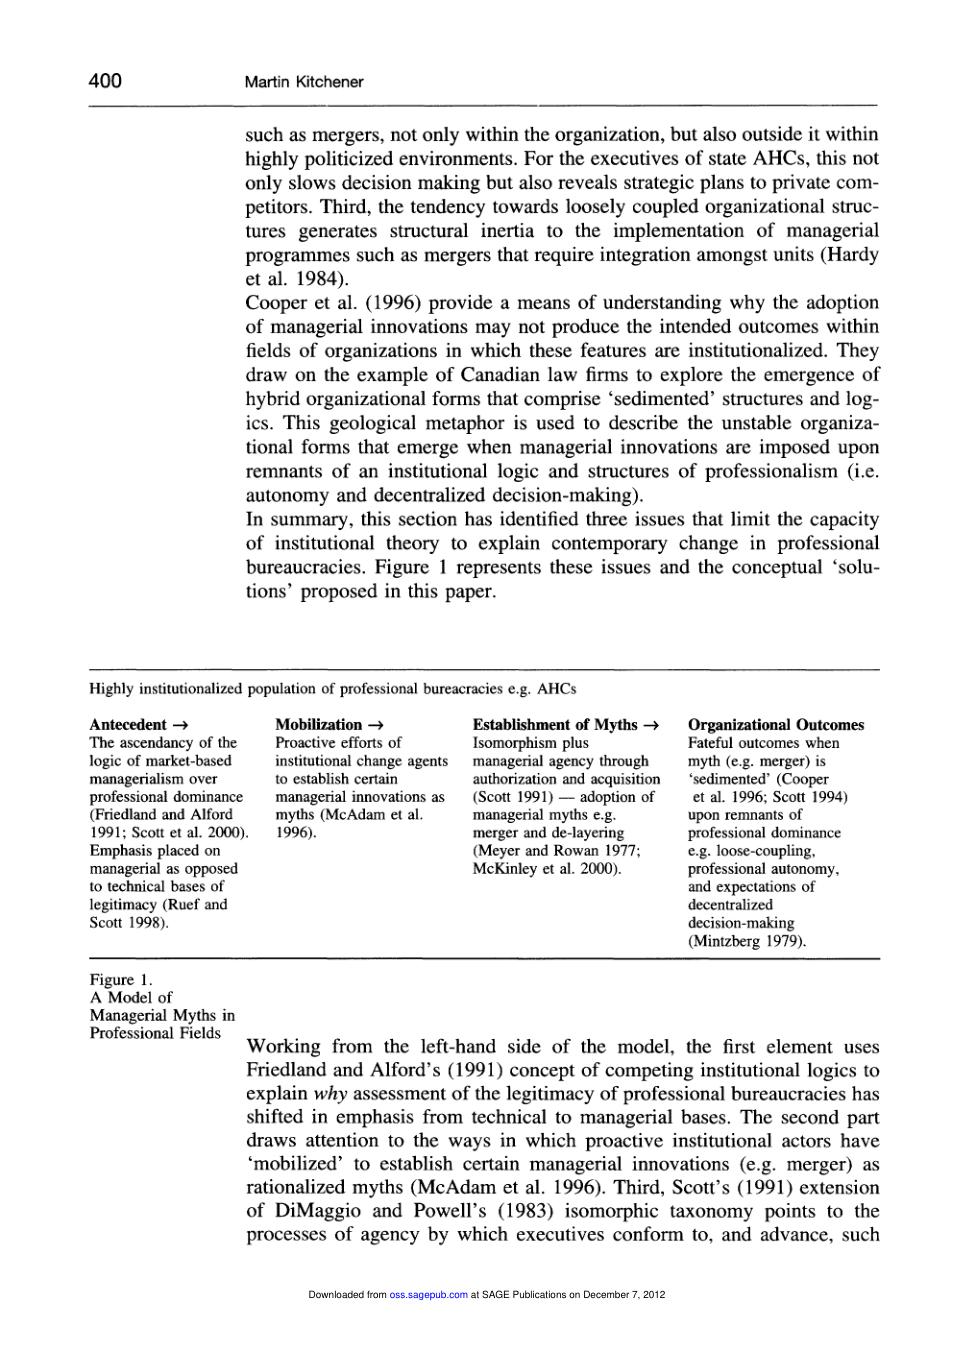 400 Martin Kitchener
such as mergers, not only within the organization, but also outside it within
highly politicized environments. For the executives of state AHCs, this not
only slows decision making but also reveals strategic plans to private com-
petitors. Third, the tendency towards loosely coupled organizational struc-
tures generates structural inertia to the implementation of managerial
programmes such as mergers that require integration amongst units (Hardy
et al. 1984).
Cooper et al. (1996) provide a means of understanding why the adoption
of managerial innovations may not produce the intended outcomes within
fields of organizations in which these features are institutionalized. They
draw on the example of Canadian law firms to explore the emergence of
hybrid organizational forms that comprise ‘sedimented’ structures and log-
ics. This geological metaphor is used to describe the unstable organiza-
tional forms that emerge when managerial innovations are imposed upon
remnants of an institutional logic and structures of professionalism (i.e.
autonomy and decentralized decision-making).
In summary, this section has identified three issues that limit the capacity
of institutional theory to explain contemporary change in professional
bureaucracies. Figure 1 represents these issues and the conceptual ‘solu-
tions’ proposed in this paper.
Highly institutionalized population of professional bureacracies e.g. AHCs
Antecedent →
The ascendancy of the
logic of market-based
managerialism over
professional dominance
(Friedland and Alford
1991; Scott et al. 2000).
Emphasis placed on
managerial as opposed
to technical bases of
legitimacy (Ruef and
Scott 1998).
Mobilization →
Proactive efforts of
institutional change agents
to establish certain
managerial innovations as
myths (McAdam et al.
1996).
Establishment of Myths →
Isomorphism plus
managerial agency through
authorization and acquisition
(Scott 1991) — adoption of
managerial myths e.g.
merger and de-layering
(Meyer and Rowan 1977;
McKinley et al. 2000).
Organizational Outcomes
Fateful outcomes when
myth (e.g. merger) is
‘sedimented’ (Cooper
et al. 1996; Scott 1994)
upon remnants of
professional dominance
e.g. loose-coupling,
professional autonomy,
and expectations of
decentralized
decision-making
(Mintzberg 1979).
Figure 1.
A Model of
Managerial Myths in
Professional Fields
Working from the left-hand side of the model, the first element uses
Friedland and Alford’s (1991) concept of competing institutional logics to
explain why assessment of the legitimacy of professional bureaucracies has
shifted in emphasis from technical to managerial bases. The second part
draws attention to the ways in which proactive institutional actors have
‘mobilized’ to establish certain managerial innovations (e.g. merger) as
rationalized myths (McAdam et al. 1996). Third, Scott’s (1991) extension
of DiMaggio and Powell’s (1983) isomorphic taxonomy points to the
processes of agency by which executives conform to, and advance, such
Downloaded from oss.sagepub.com at SAGE Publications on December 7, 2012